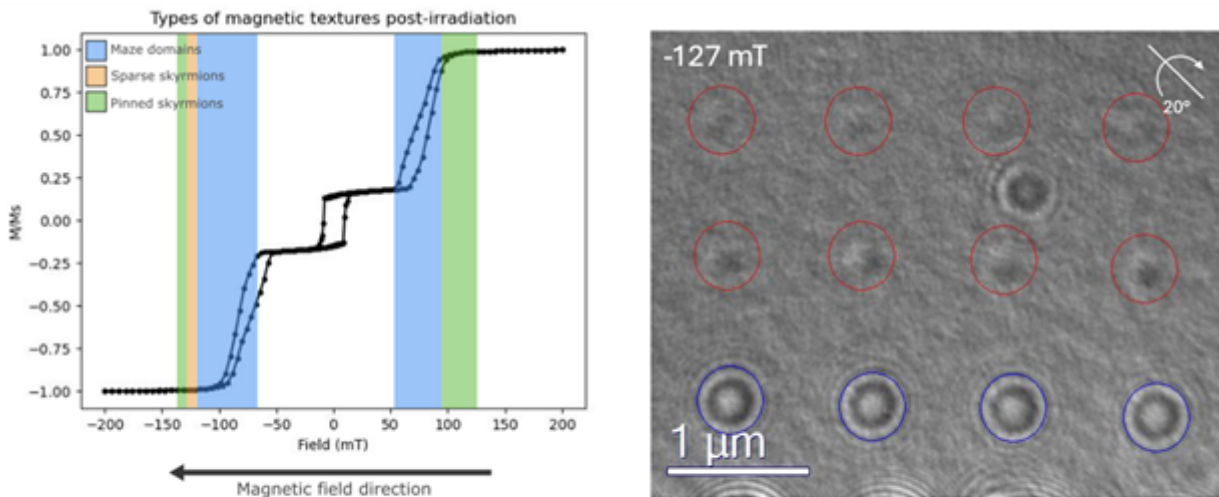 Types of magnetic textures post-irradiation
Maze domains
Sparse skyrmions
Pinned skyrmions
1.00
0.75
0.50
0.25
0.00
−0.25
−0.50
−0.75
−1.00
M/Ms
−200 −150 −100 −50 0 50 100 150 200
Field (mT)
Magnetic field direction
-127 mT
20º
1 µm